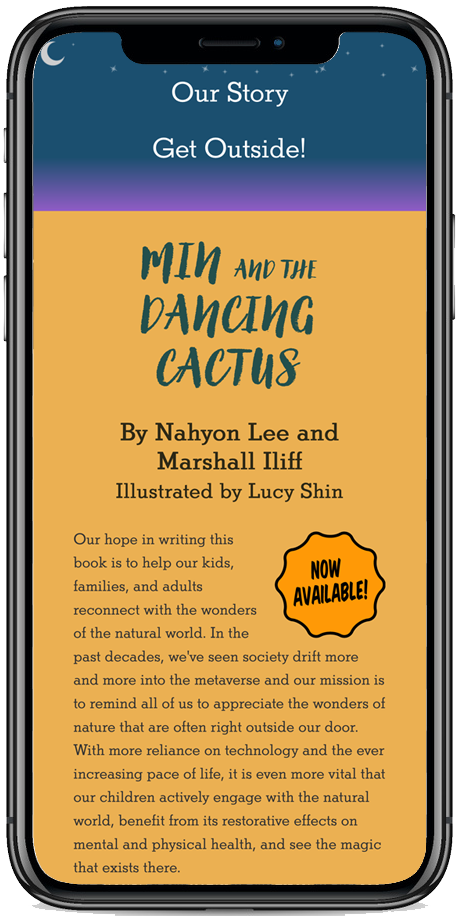 Our Story
Get Outside!
MIN AND THE
DANCING
CACTUS
By Nahyon Lee and
Marshall Iliff
Illustrated by Lucy Shin
Our hope in writing this
book is to help our kids,
families, and adults
reconnect with the wonders
of the natural world. In the
past decades, we've seen society drift more
and more into the metaverse and our mission is
to remind all of us to appreciate the wonders of
nature that are often right outside our door.
With more reliance on technology and the ever
increasing pace of life, it is even more vital that
our children actively engage with the natural
world, benefit from its restorative effects on
mental and physical health, and see the magic
that exists there.
NOW
AVAILABLE!